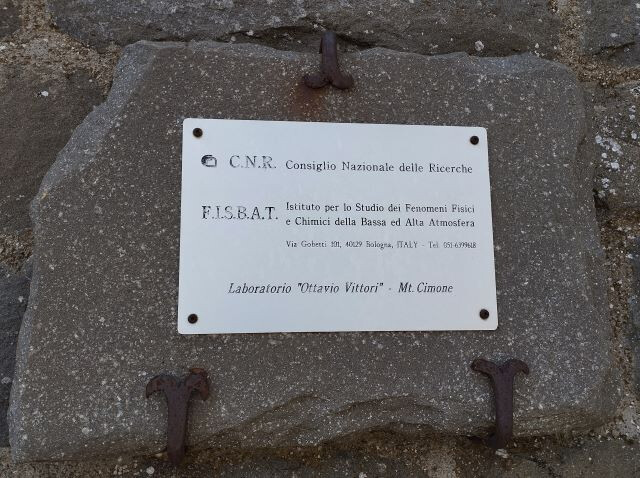 C.N.R. Consiglio Nazionale delle Ricerche
F.I.S.B.A.T. Istituto per lo Studio dei Fenomeni Fisici
e Chimici della Bassa ed Alta Atmosfera
Via Gobetti 101, 40129 Bologna, ITALY - Tel. 051-6399618
Laboratorio "Ottavio Vittori" - Mt. Cimone